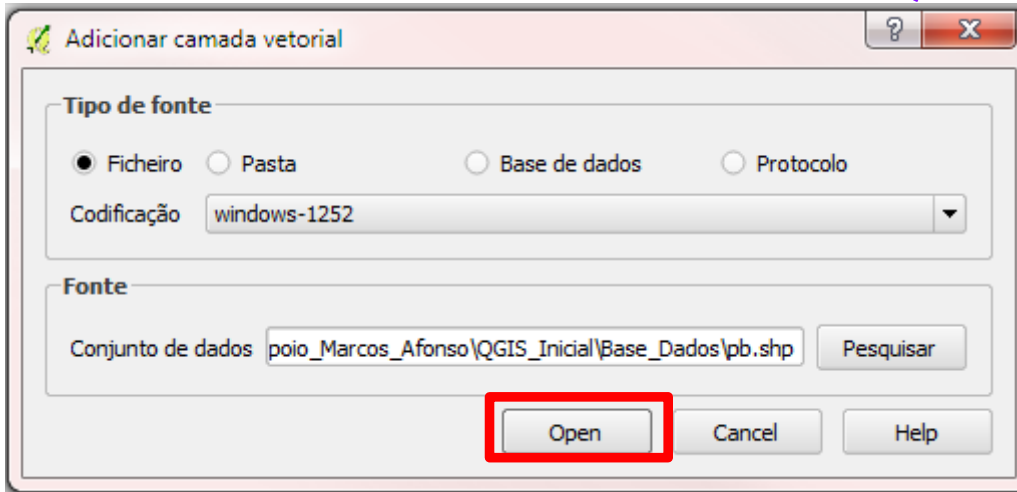 Adicionar camada vetorial
?
X
Tipo de fonte
Ficheiro Pasta Base de dados Protocolo
Codificação windows-1252
Fonte
Conjunto de dados poio_Marcos_Afonso\QGIS_Inicial\Base_Dados\pb.shp Pesquisar
Open Cancel Help